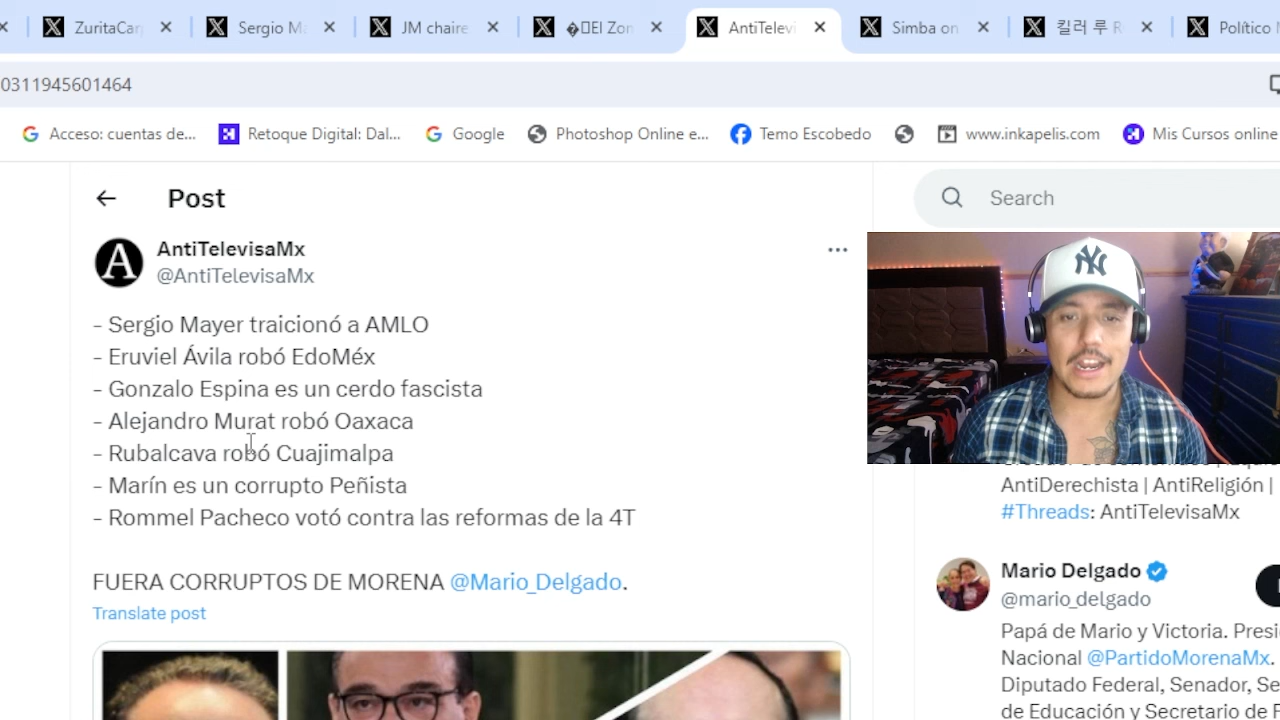 ZuritaCar
Sergio Ma
JM chaire
El Zon
AntiTelevi
Simba on
킬러 루 R
Político
0311945601464
G Acceso: cuentas de...
H Retoque Digital: Dal...
G Google
Photoshop Online e...
Temo Escobedo
www.inkapelis.com
H Mis Cursos online
Post
Search
A
AntiTelevisaMx
@AntiTelevisaMx
- Sergio Mayer traicionó a AMLO
- Eruviel Ávila robó EdoMéx
- Gonzalo Espina es un cerdo fascista
- Alejandro Murat robó Oaxaca
- Rubalcava robó Cuajimalpa
- Marín es un corrupto Peñista
- Rommel Pacheco votó contra las reformas de la 4T
FUERA CORRUPTOS DE MORENA @Mario_Delgado.
Translate post
NY
AntiDerechista | AntiReligión |
#Threads: AntiTelevisaMx
Mario Delgado
@mario_delgado
Papá de Mario y Victoria. Presi
Nacional @PartidoMorenaMx.
Diputado Federal, Senador, Se
de Educación y Secretario de F